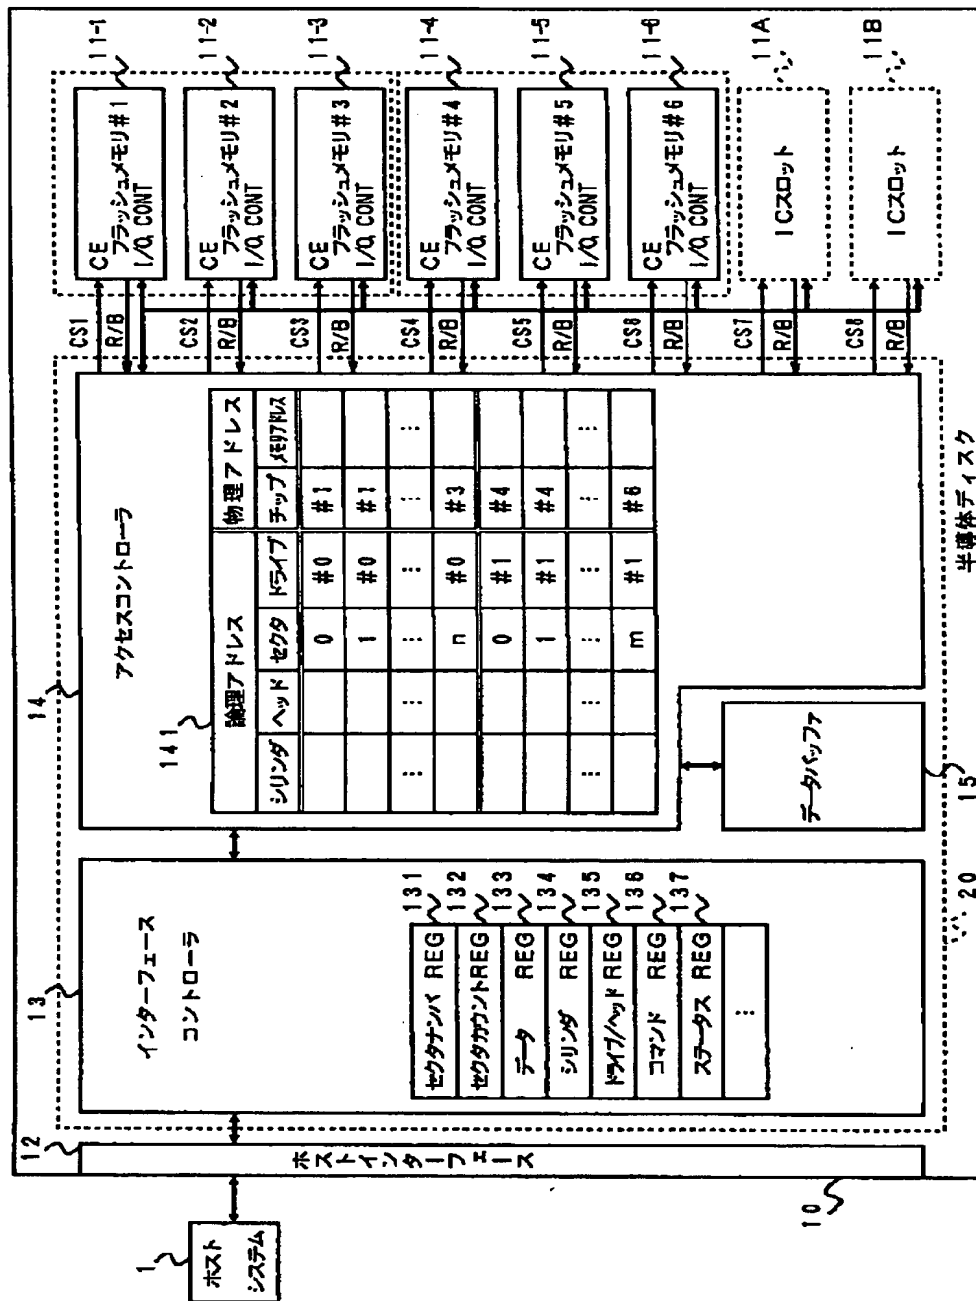 1
ホスト
システム
12
ホストインターフェース
10
13
インターフェース
コントローラ
セクタナンバ REG 131
セクタカウントREG 132
データ REG 133
シリンダ REG 134
ドライブ/ヘッド REG 135
コマンド REG 136
ステータス REG 137
⋮
20
14
アクセスコントローラ
141
論理アドレス 物理アドレス
シリンダ ヘッド セクタ ドライブ チップ メモリアドレス
0 #0 #1
1 #0 #1
⋮ ⋮ ⋮ ⋮ ⋮
n #0 #3
0 #1 #4
1 #1 #4
⋮ ⋮ ⋮ ⋮ ⋮
m #1 #6
データバッファ
15
半導体ディスク
CS1
R/B
CS2
R/B
CS3
R/B
CS4
R/B
CS5
R/B
CS6
R/B
CS7
R/B
CS8
R/B
CE
フラッシュメモリ#1
I/O, CONT
11-1
CE
フラッシュメモリ#2
I/O, CONT
11-2
CE
フラッシュメモリ#3
I/O, CONT
11-3
CE
フラッシュメモリ#4
I/O, CONT
11-4
CE
フラッシュメモリ#5
I/O, CONT
11-5
CE
フラッシュメモリ#6
I/O, CONT
11-6
ICスロット
11A
ICスロット
11B